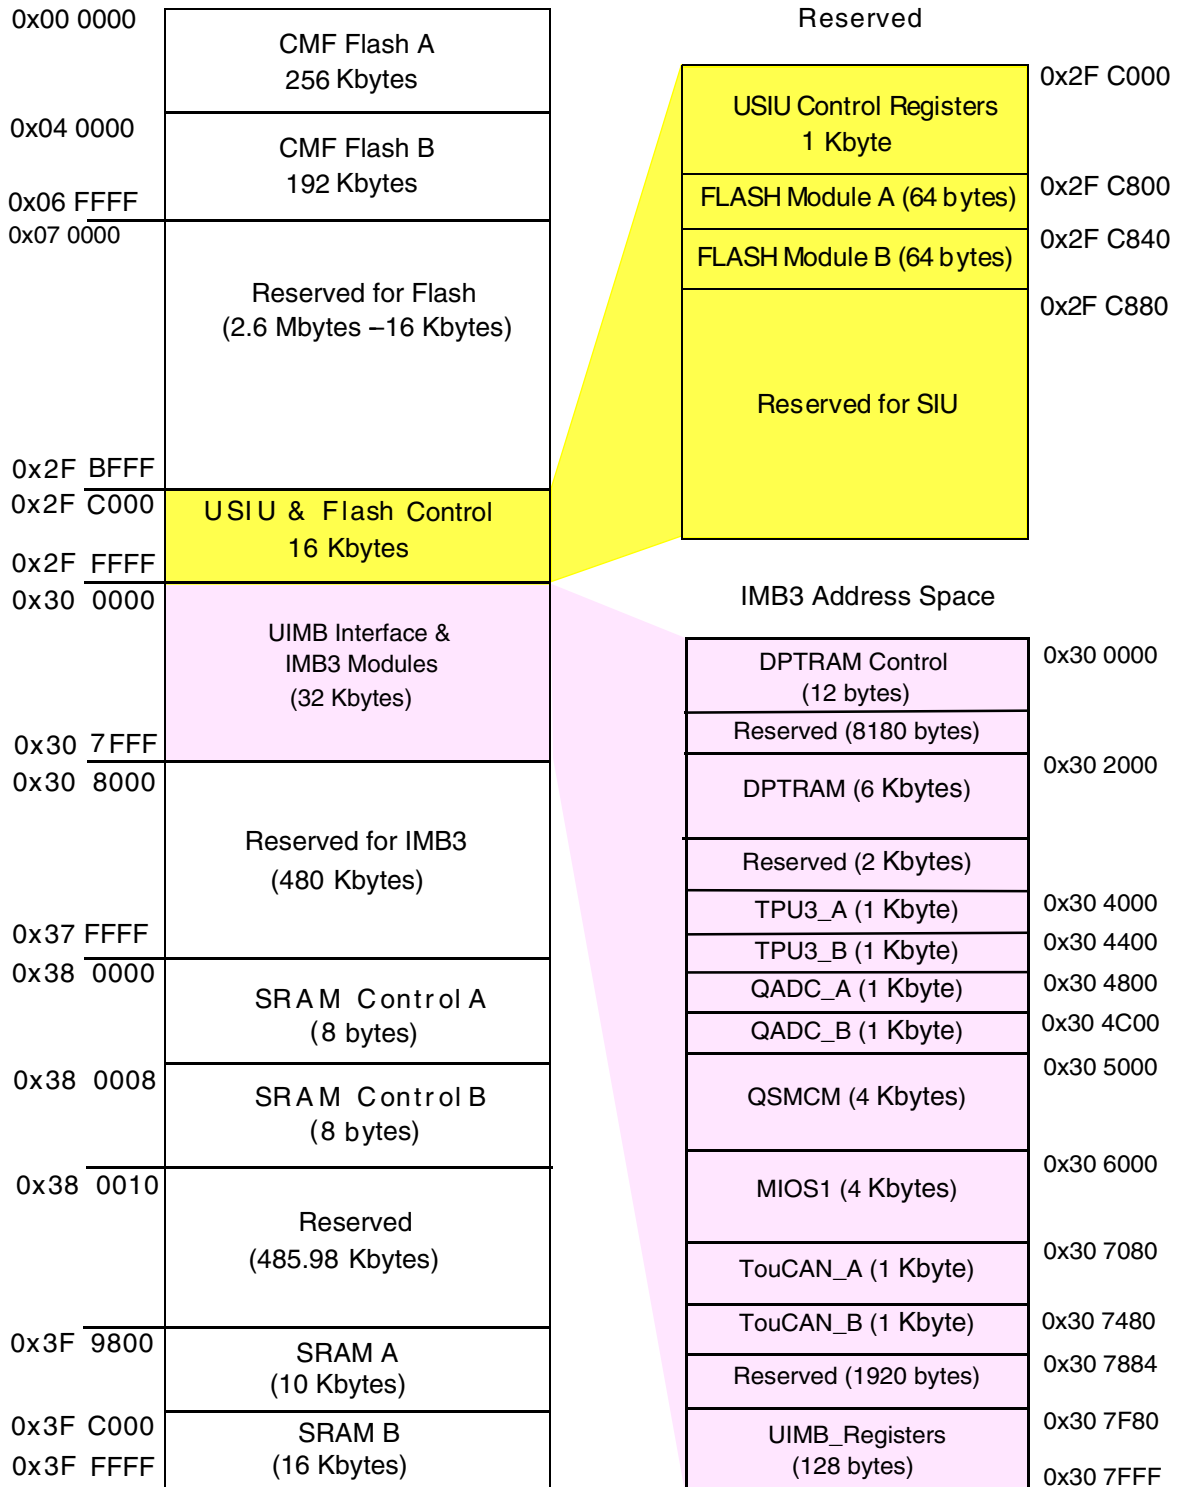 0x00 0000
CMF Flash A
256 Kbytes
0x04 0000
CMF Flash B
192 Kbytes
0x06 FFFF
0x07 0000
Reserved for Flash
(2.6 Mbytes –16 Kbytes)
0x2F BFFF
0x2F C000
USIU & Flash Control
16 Kbytes
0x2F FFFF
0x30 0000
UIMB Interface &
IMB3 Modules
(32 Kbytes)
0x30 7FFF
0x30 8000
Reserved for IMB3
(480 Kbytes)
0x37 FFFF
0x38 0000
SRAM Control A
(8 bytes)
0x38 0008
SRAM Control B
(8 bytes)
0x38 0010
Reserved
(485.98 Kbytes)
0x3F 9800
SRAM A
(10 Kbytes)
0x3F C000
SRAM B
(16 Kbytes)
0x3F FFFF
Reserved
0x2F C000
USIU Control Registers
1 Kbyte
0x2F C800
FLASH Module A (64 bytes)
0x2F C840
FLASH Module B (64 bytes)
0x2F C880
Reserved for SIU
IMB3 Address Space
0x30 0000
DPTRAM Control
(12 bytes)
Reserved (8180 bytes)
0x30 2000
DPTRAM (6 Kbytes)
Reserved (2 Kbytes)
0x30 4000
TPU3_A (1 Kbyte)
0x30 4400
TPU3_B (1 Kbyte)
0x30 4800
QADC_A (1 Kbyte)
0x30 4C00
QADC_B (1 Kbyte)
0x30 5000
QSMCM (4 Kbytes)
0x30 6000
MIOS1 (4 Kbytes)
0x30 7080
TouCAN_A (1 Kbyte)
0x30 7480
TouCAN_B (1 Kbyte)
0x30 7884
Reserved (1920 bytes)
0x30 7F80
UIMB_Registers
(128 bytes)
0x30 7FFF